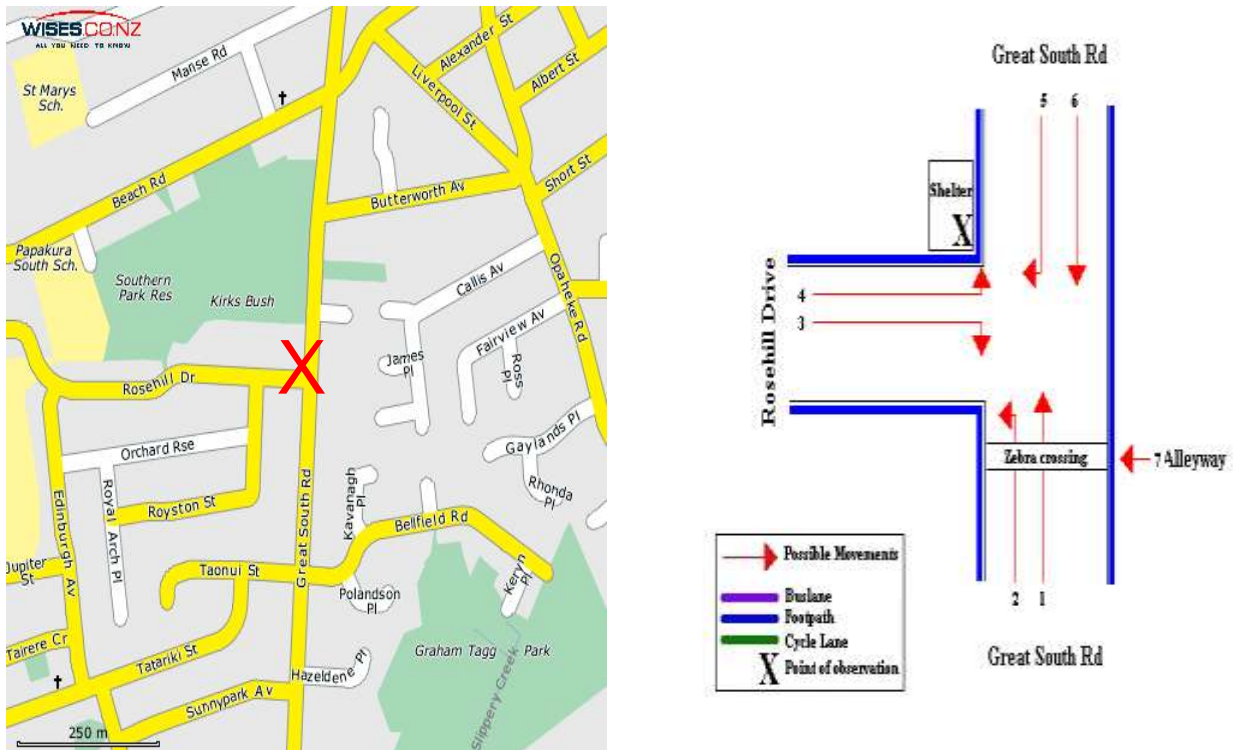 WISES.CO.NZ
ALL YOU NEED TO KNOW
Manse Rd
St Marys
Sch.
Alexander St
Albert St
Liverpool St.
Short St
Beach Rd
Butterworth Av
Papakura
South Sch.
Southern
Park Res
Kirks Bush
Callis Av
Opaheke Rd
Fairview Av
James
Pl
Ross
Pl
X
Rosehill Dr
Orchard Rse
Gaylands Pl
Royal Arch Pl
Royston St
Great South Rd
Kavanagh
Pl
Rhonda
Pl
Edinburgh Av
Bellfield Rd
Jupiter
St
Taonui St
Keryn
Pl
Polandson
Pl
Tairere Cr
Tatariki St
Graham Tagg Park
Hazeldene Pl
Slippery Creek
Sunnypark Av
250 m
Great South Rd
5 6
Shelter
X
Rosehill Drive
4
3
Zebra crossing
7 Alleyway
2 1
Great South Rd
Possible Movements
Buslane
Footpath
Cycle Lane
X Point of observation